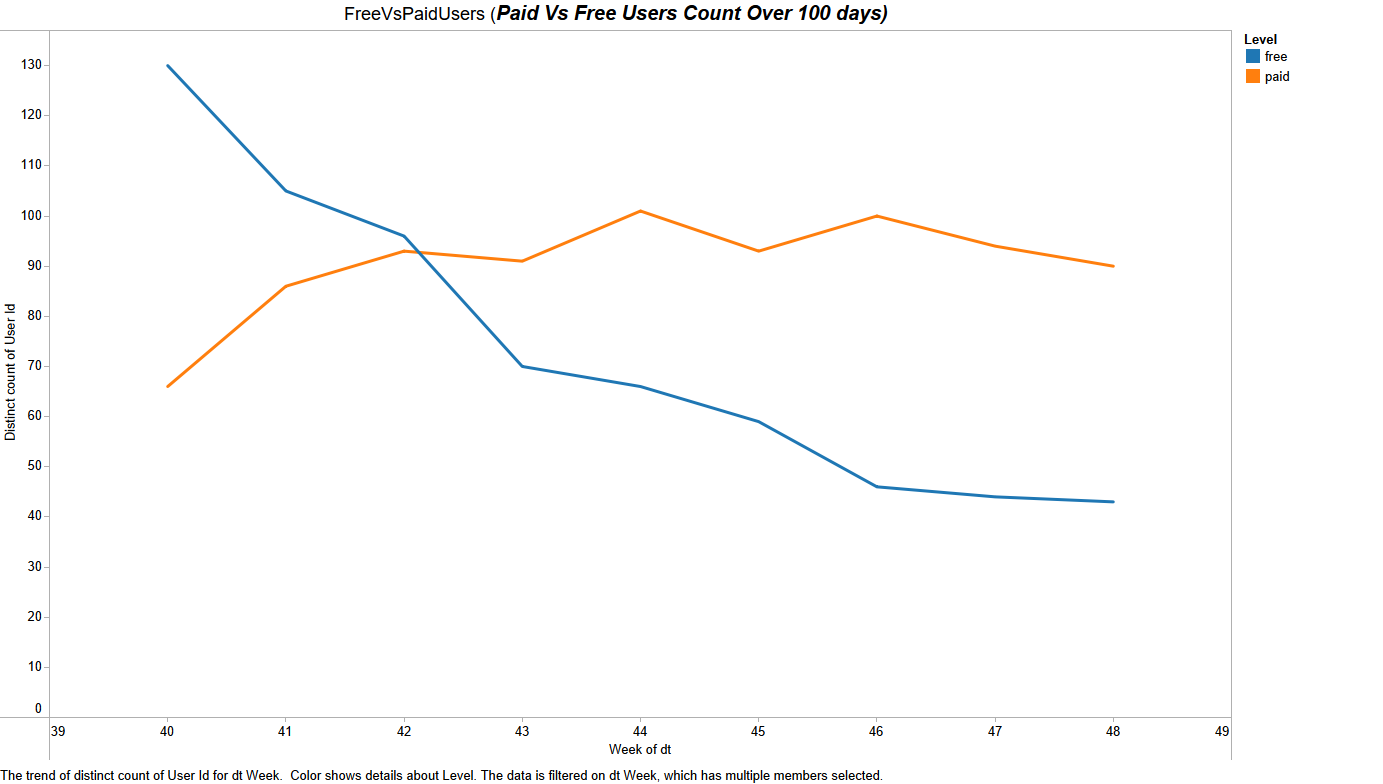 FreeVsPaidUsers (Paid Vs Free Users Count Over 100 days)
Level
free
paid
130
120
110
100
90
80
70
60
50
40
30
20
10
0
Distinct count of User Id
39 40 41 42 43 44 45 46 47 48 49
Week of dt
The trend of distinct count of User Id for dt Week.  Color shows details about Level. The data is filtered on dt Week, which has multiple members selected.